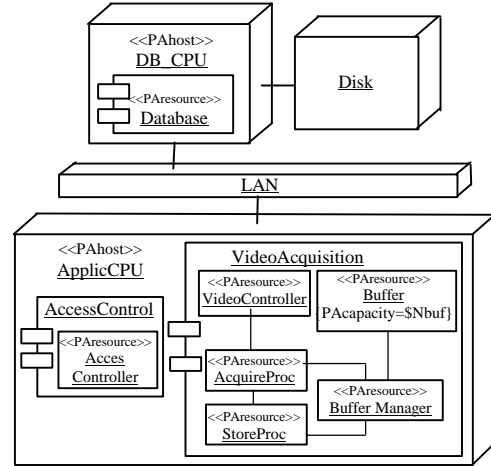 <<PAhost>>
DB_CPU
<<PAresource>>
Database
Disk
LAN
<<PAhost>>
ApplicCPU
AccessControl
<<PAresource>>
Acces
Controller
VideoAcquisition
<<PAresource>>
VideoController
<<PAresource>>
Buffer
{PAcapacity=$Nbuf}
<<PAresource>>
AcquireProc
<<PAresource>>
Buffer Manager
<<PAresource>>
StoreProc